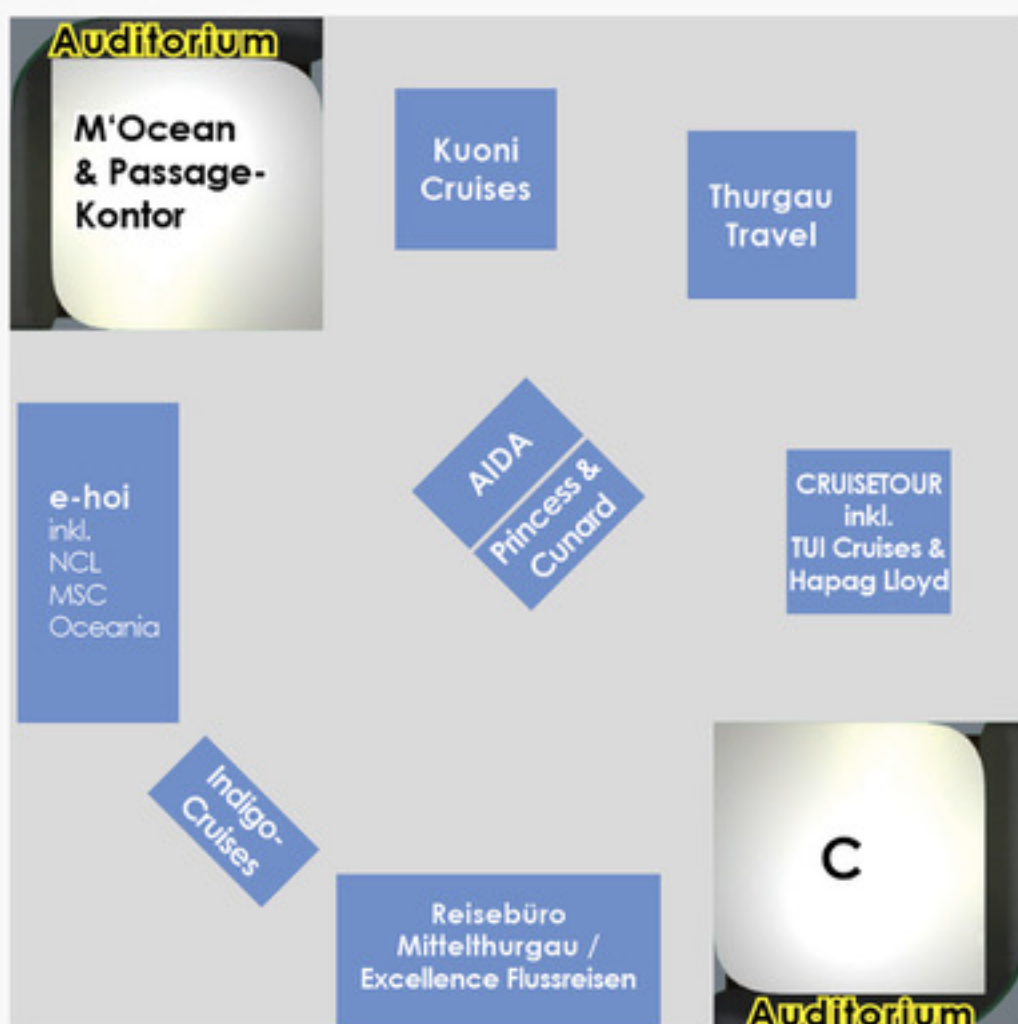 Auditorium
M'Ocean
& Passage-
Kontor
Kuoni
Cruises
Thurgau
Travel
AIDA
Princess &
Cunard
e-hoi
inkl.
NCL
MSC
Oceania
CRUISETOUR
inkl.
TUI Cruises &
Hapag Lloyd
Indigo-
Cruises
Reisebüro
Mittelthurgau /
Excellence Flussreisen
C
Auditorium